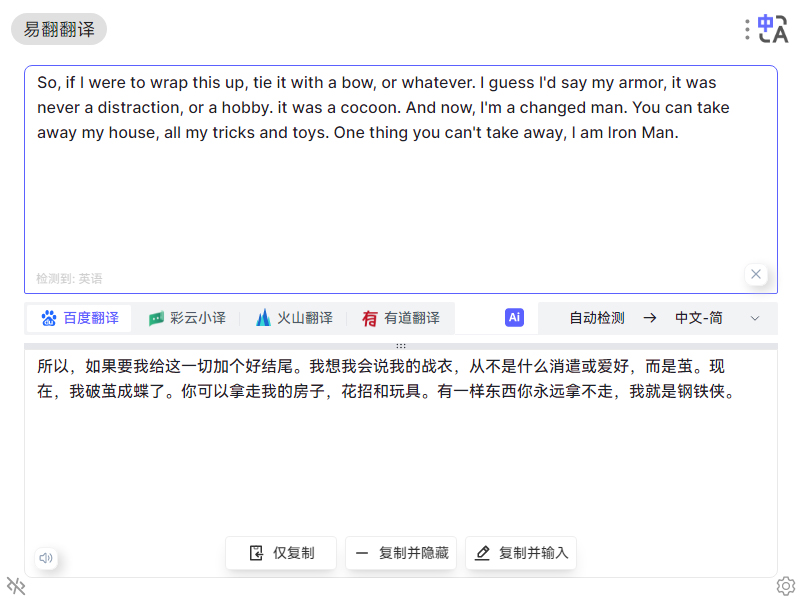 易翻翻译
So, if I were to wrap this up, tie it with a bow, or whatever. I guess I'd say my armor, it was
never a distraction, or a hobby. it was a cocoon. And now, I'm a changed man. You can take
away my house, all my tricks and toys. One thing you can't take away, I am Iron Man.
检测到: 英语
百度翻译 彩云小译 火山翻译 有道翻译 Ai 自动检测 → 中文-简
所以，如果要我给这一切加个好结尾。我想我会说我的战衣，从不是什么消遣或爱好，而是茧。现
在，我破茧成蝶了。你可以拿走我的房子，花招和玩具。有一样东西你永远拿不走，我就是钢铁侠。
仅复制 复制并隐藏 复制并输入